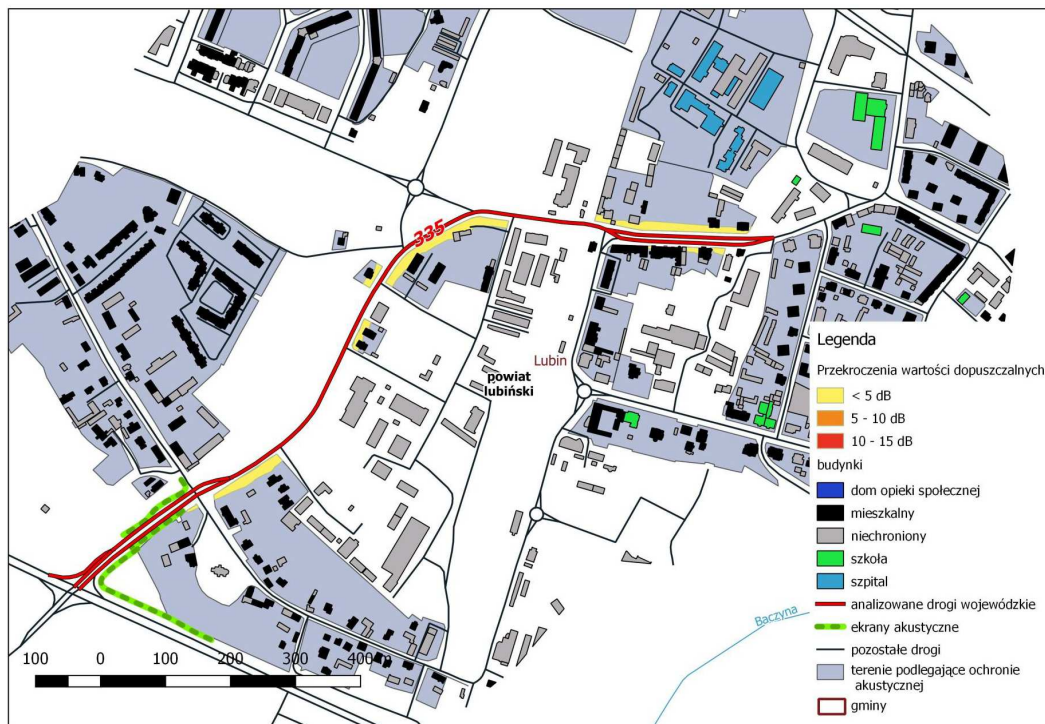 335
Lubin
powiat
lubiński
Baczyna
Legenda
Przekroczenia wartości dopuszczalnych
< 5 dB
5 - 10 dB
10 - 15 dB
budynki
dom opieki społecznej
mieszkalny
niechroniony
szkoła
szpital
analizowane drogi wojewódzkie
ekrany akustyczne
pozostałe drogi
terenie podlegające ochronie
akustycznej
gminy
100 0 100 200 300 400 m